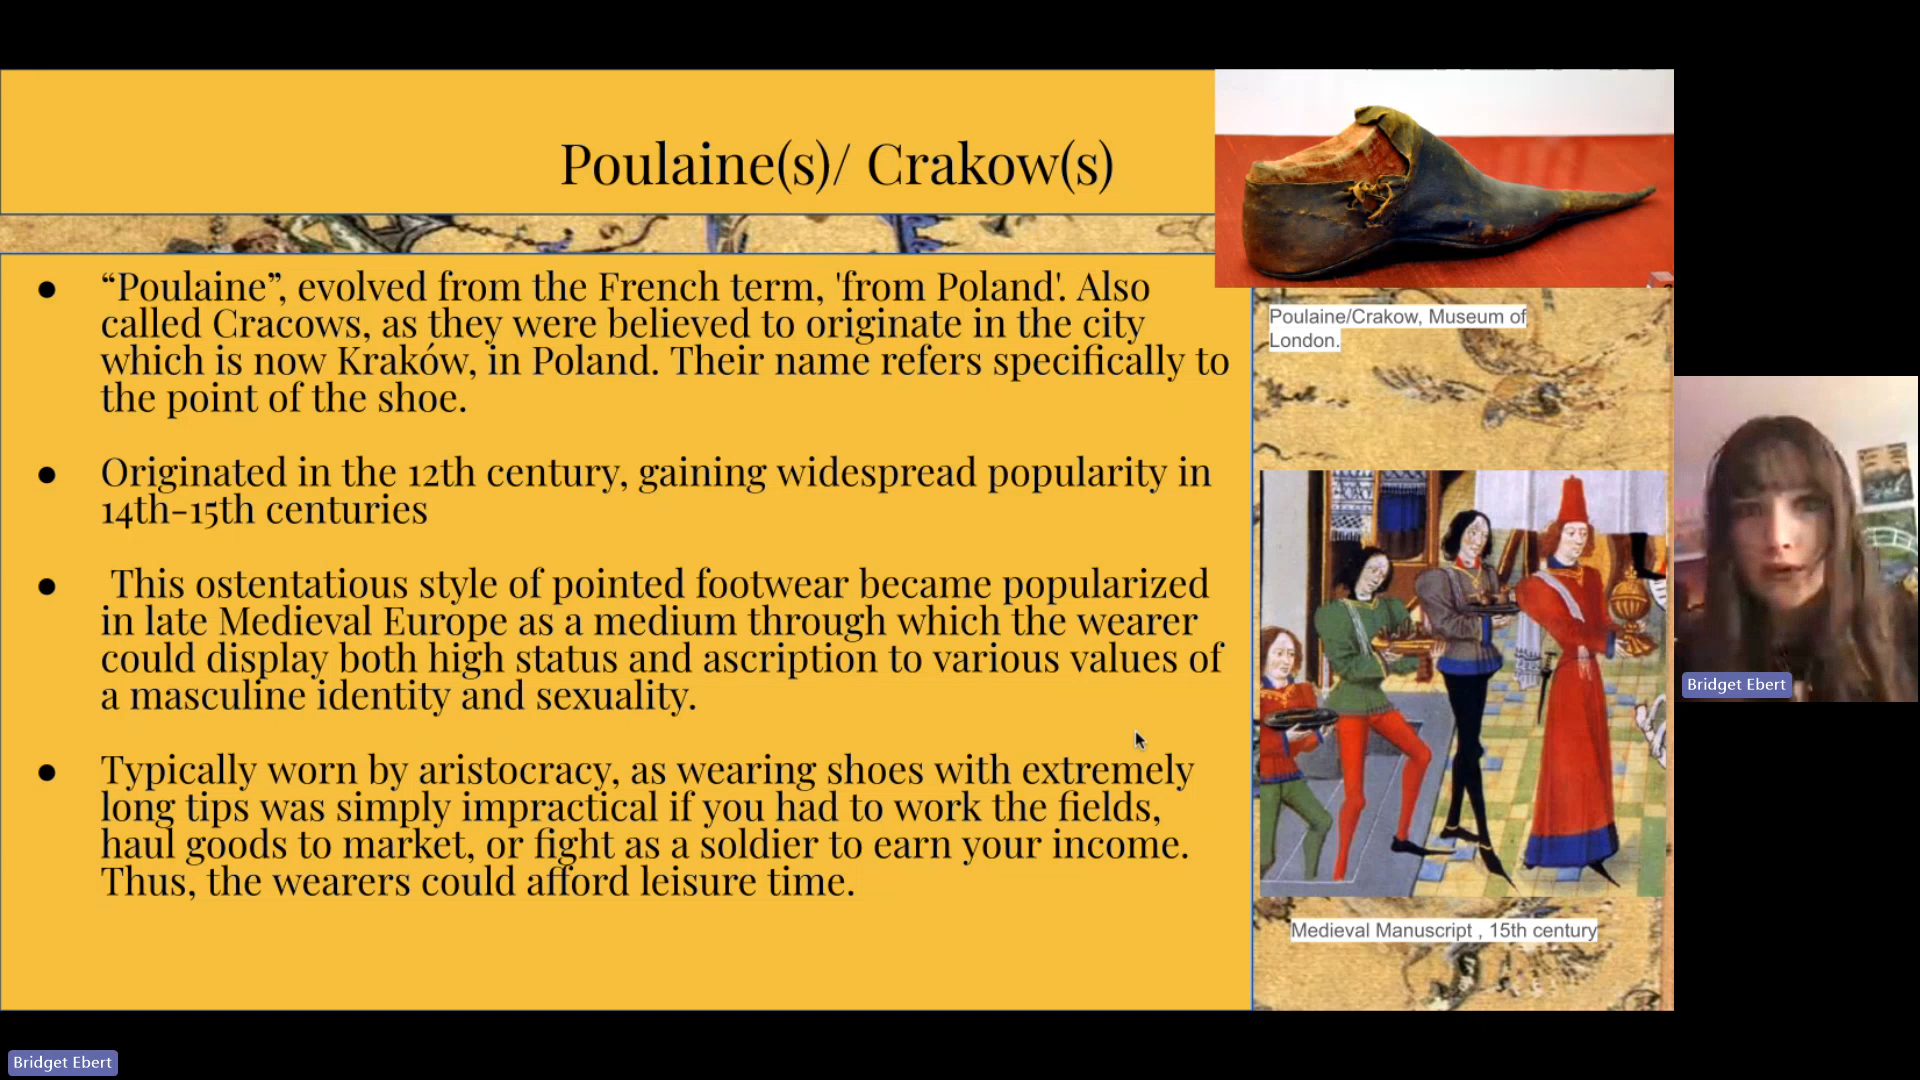 Poulaine(s)/ Crakow(s)
● “Poulaine”, evolved from the French term, 'from Poland'. Also
called Cracows, as they were believed to originate in the city
which is now Kraków, in Poland. Their name refers specifically to
the point of the shoe.
● Originated in the 12th century, gaining widespread popularity in
14th-15th centuries
● This ostentatious style of pointed footwear became popularized
in late Medieval Europe as a medium through which the wearer
could display both high status and ascription to various values of
a masculine identity and sexuality.
● Typically worn by aristocracy, as wearing shoes with extremely
long tips was simply impractical if you had to work the fields,
haul goods to market, or fight as a soldier to earn your income.
Thus, the wearers could afford leisure time.
Poulaine/Crakow, Museum of
London.
Medieval Manuscript , 15th century
Bridget Ebert
Bridget Ebert